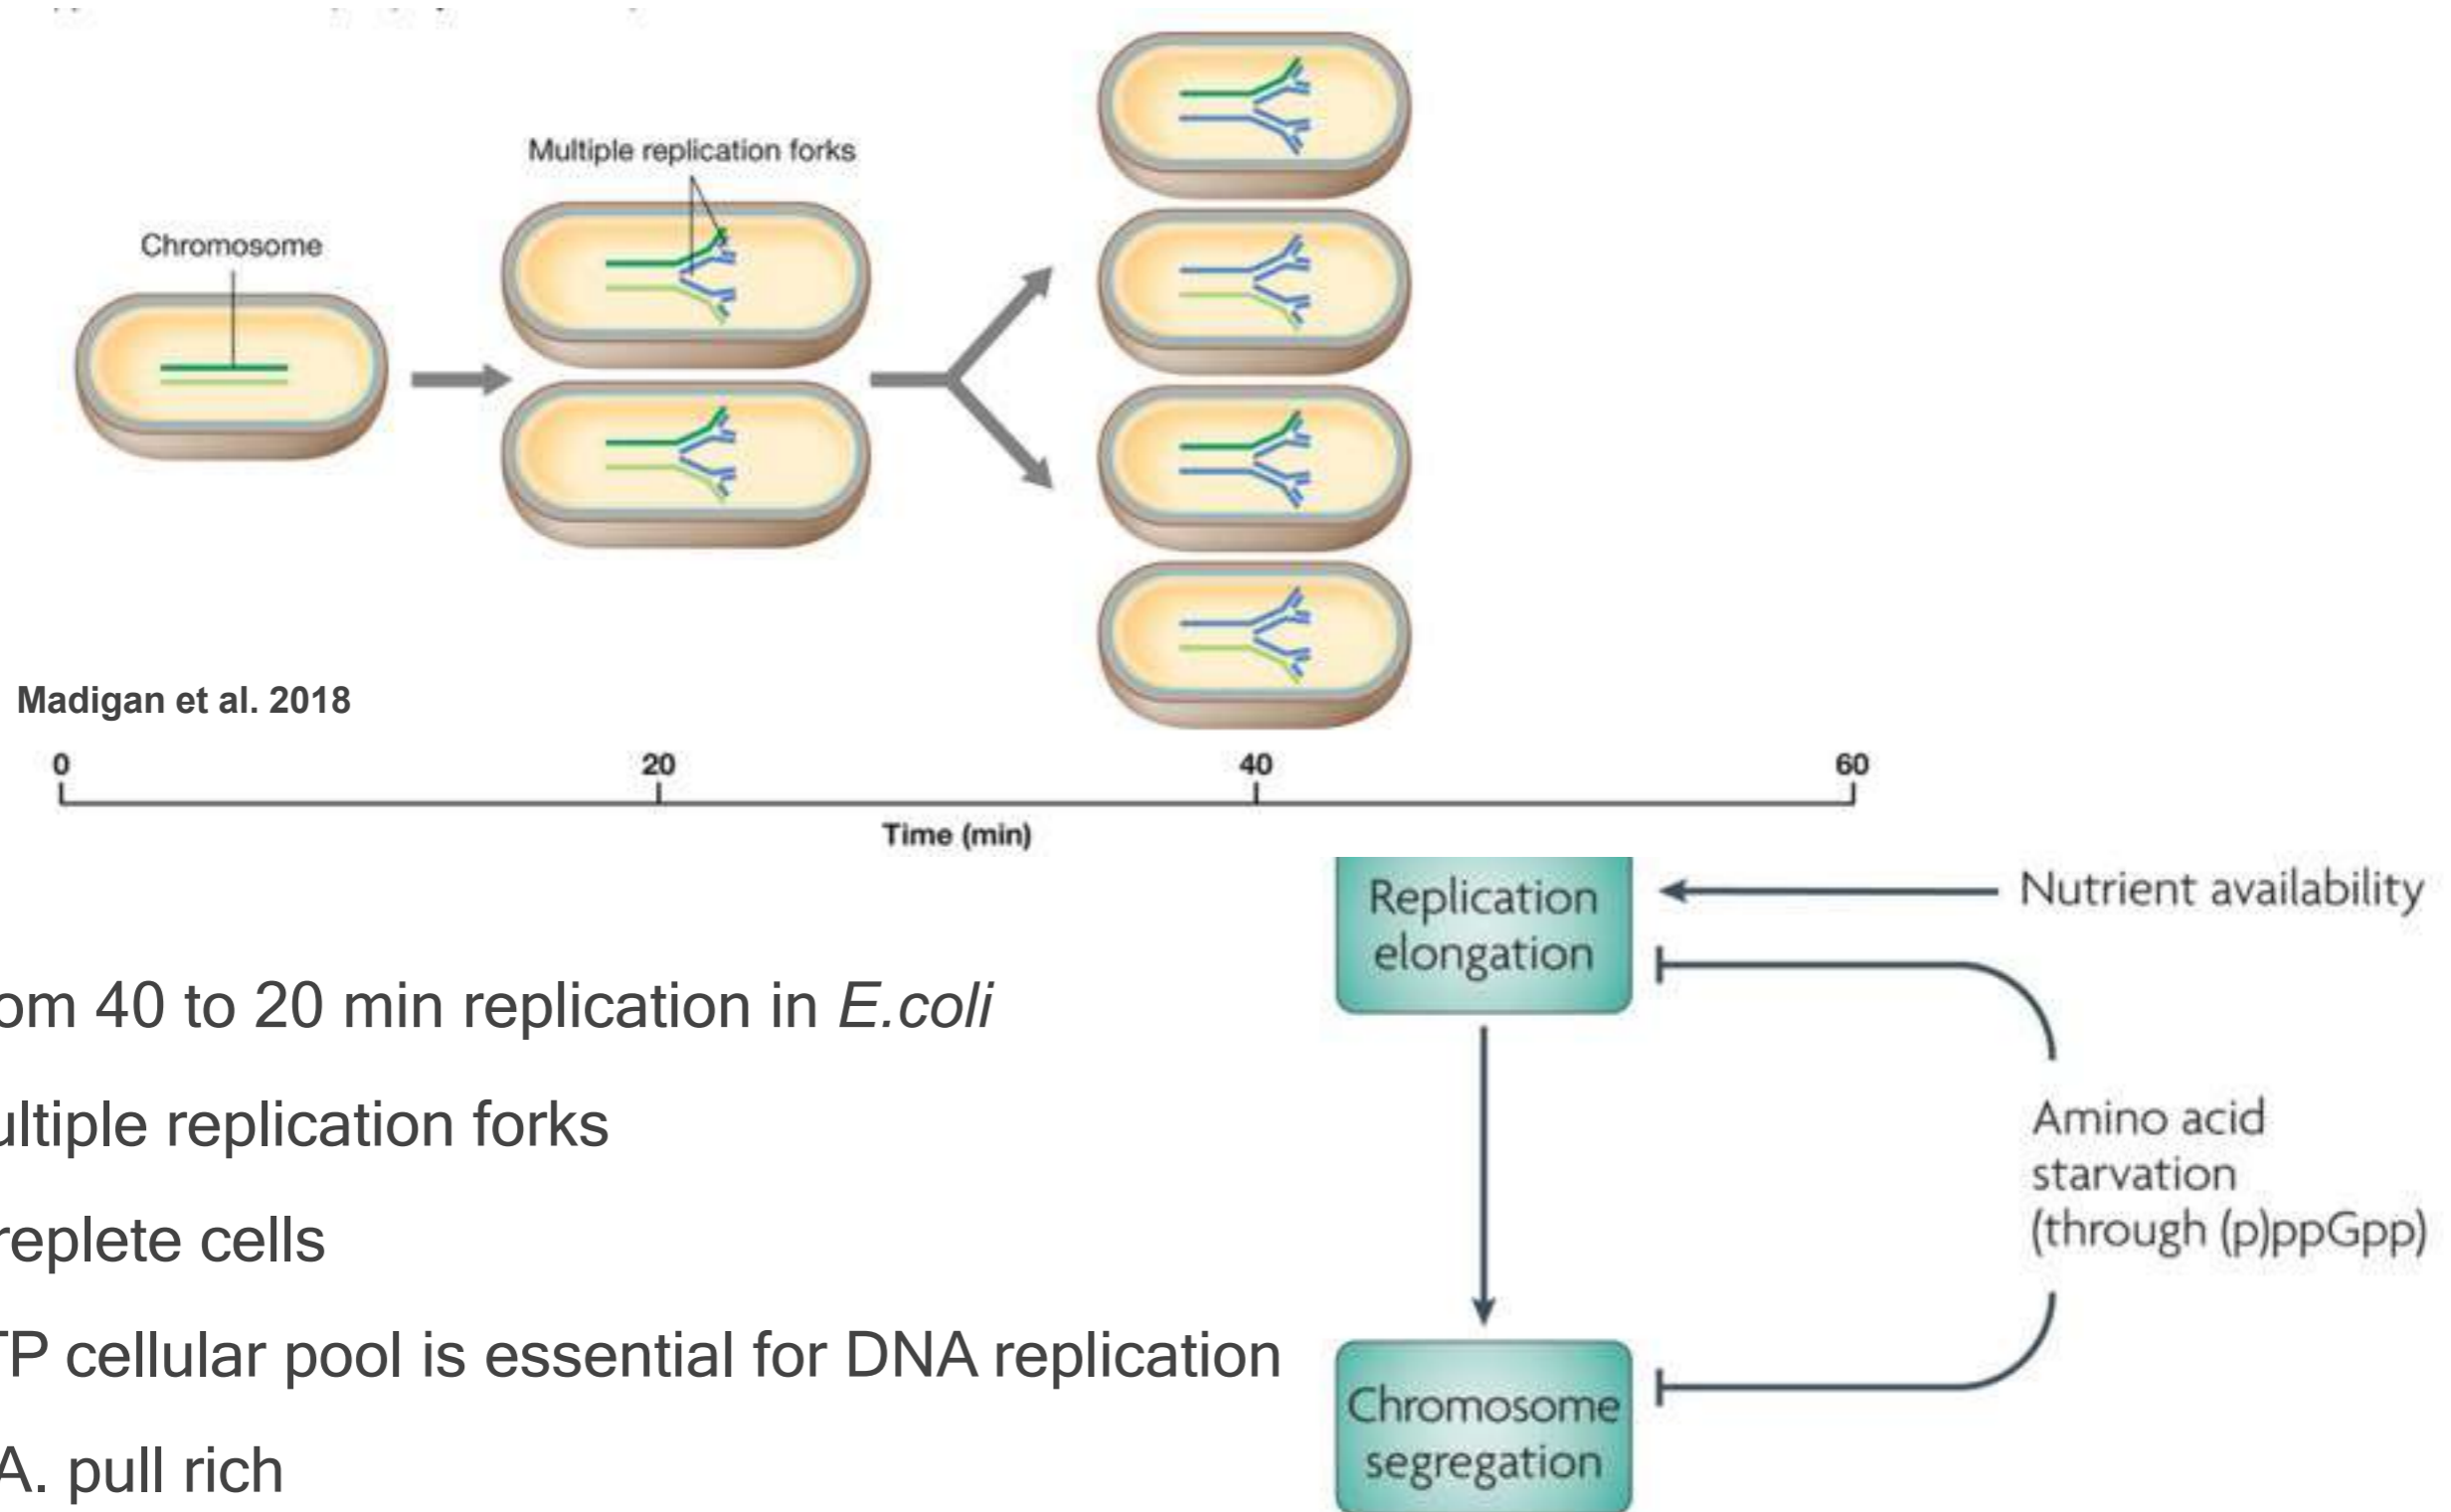 Multiple replication forks
Chromosome
Madigan et al. 2018
0 20 40 60
Time (min)
Replication
elongation
Nutrient availability
om 40 to 20 min replication in E.coli
ultiple replication forks
replete cells
TP cellular pool is essential for DNA replication
A. pull rich
Amino acid
starvation
(through (p)ppGpp)
Chromosome
segregation